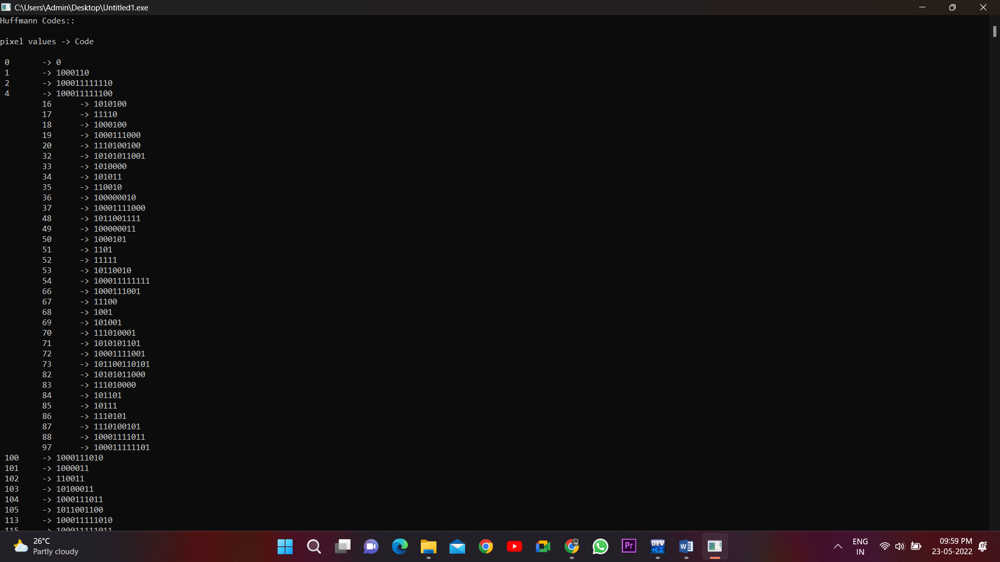 C:\Users\Admin\Desktop\Untitled1.exe
Huffmann Codes::
pixel values -> Code
0 -> 0
1 -> 1000110
2 -> 100011111110
4 -> 100011111100
16 -> 1010100
17 -> 11110
18 -> 1000100
19 -> 1000111000
20 -> 1110100100
32 -> 10101011001
33 -> 1010000
34 -> 101011
35 -> 110010
36 -> 100000010
37 -> 10001111000
48 -> 1011001111
49 -> 100000011
50 -> 1000101
51 -> 1101
52 -> 11111
53 -> 10110010
54 -> 100011111111
66 -> 1000111001
67 -> 11100
68 -> 1001
69 -> 101001
70 -> 111010001
71 -> 1010101101
72 -> 10001111001
73 -> 101100110101
82 -> 10101011000
83 -> 111010000
84 -> 101101
85 -> 10111
86 -> 1110101
87 -> 1110100101
88 -> 10001111011
97 -> 100011111101
100 -> 1000111010
101 -> 1000011
102 -> 110011
103 -> 10100011
104 -> 1000111011
105 -> 1011001100
113 -> 100011111010
115 -> 100011111011
26°C
Partly cloudy
Pr
DEV
C++
W
ENG
IN
09:59 PM
23-05-2022